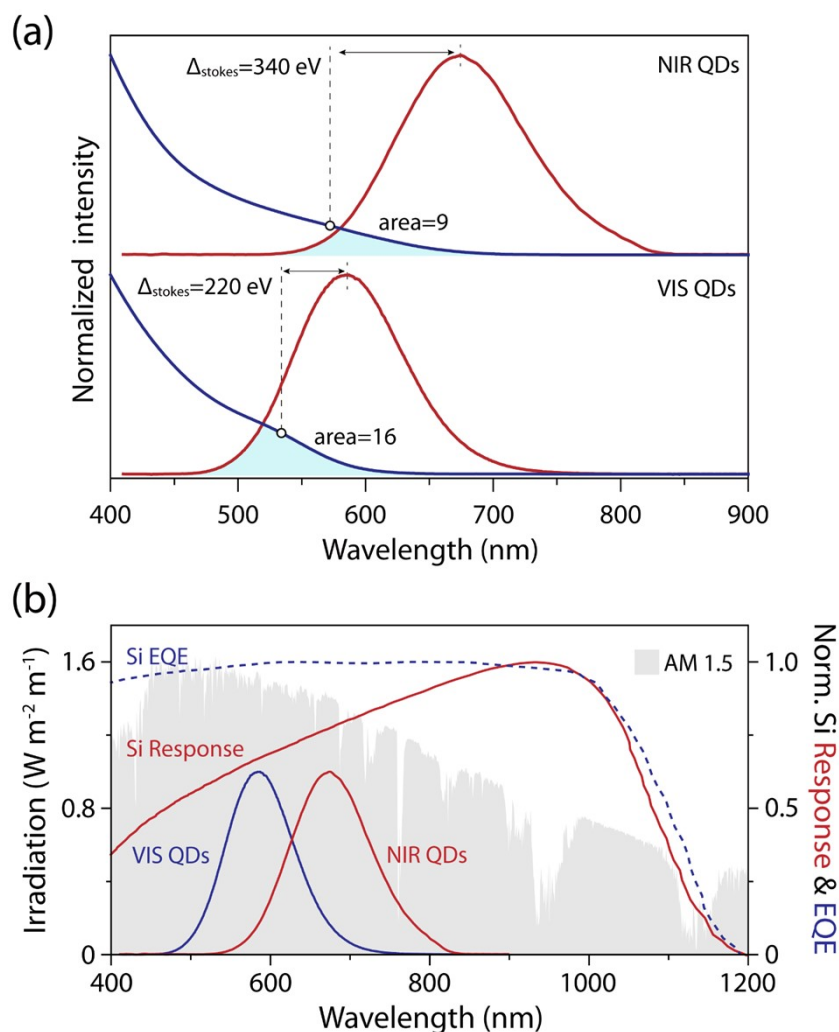 (a)
Δstokes=340 eV
NIR QDs
area=9
Δstokes=220 eV
VIS QDs
area=16
Normalized intensity
400 500 600 700 800 900
Wavelength (nm)
(b)
1.6
0.8
0
Si EQE
AM 1.5
Si Response
VIS QDs
NIR QDs
1.0
0.5
0
Irradiation (W m⁻² m⁻¹)
Norm. Si Response & EQE
400 600 800 1000 1200
Wavelength (nm)